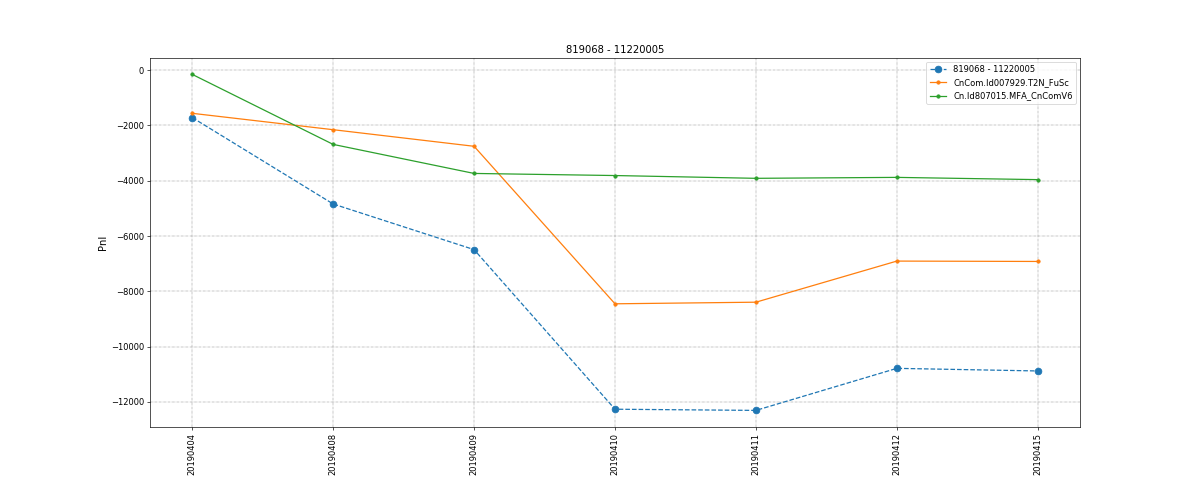 819068 - 11220005
819068 - 11220005
CnCom.Id007929.T2N_FuSc
Cn.Id807015.MFA_CnComV6
Pnl
0
−2000
−4000
−6000
−8000
−10000
−12000
20190404
20190408
20190409
20190410
20190411
20190412
20190415